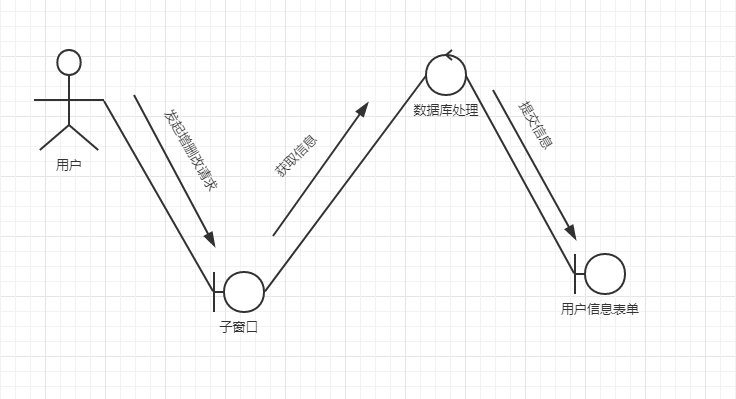 用户
发起增删改请求
子窗口
获取信息
数据库处理
提交信息
用户信息表单